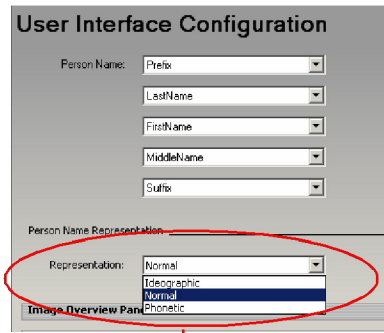 User Interface Configuration
Person Name: Prefix
LastName
FirstName
MiddleName
Suffix
Person Name Representation
Representation: Normal
Ideographic
Normal
Image Overview Pan Phonetic